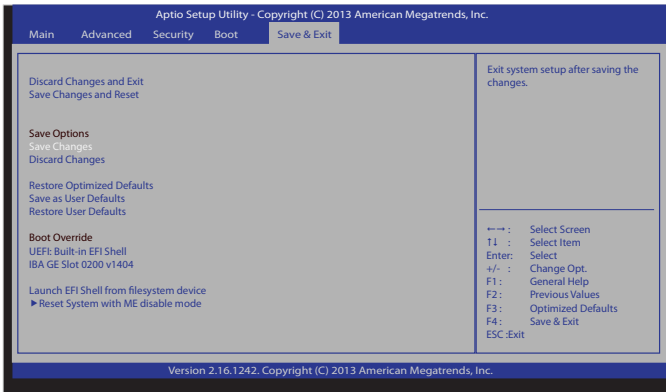 Aptio Setup Utility - Copyright (C) 2013 American Megatrends, Inc.
Main Advanced Security Boot Save & Exit
Discard Changes and Exit
Save Changes and Reset
Save Options
Save Changes
Discard Changes
Restore Optimized Defaults
Save as User Defaults
Restore User Defaults
Boot Override
UEFI: Built-in EFI Shell
IBA GE Slot 0200 v1404
Launch EFI Shell from filesystem device
►Reset System with ME disable mode
Exit system setup after saving the
changes.
←→ : Select Screen
↑↓ : Select Item
Enter: Select
+/- : Change Opt.
F1 : General Help
F2 : Previous Values
F3 : Optimized Defaults
F4 : Save & Exit
ESC :Exit
Version 2.16.1242. Copyright (C) 2013 American Megatrends, Inc.